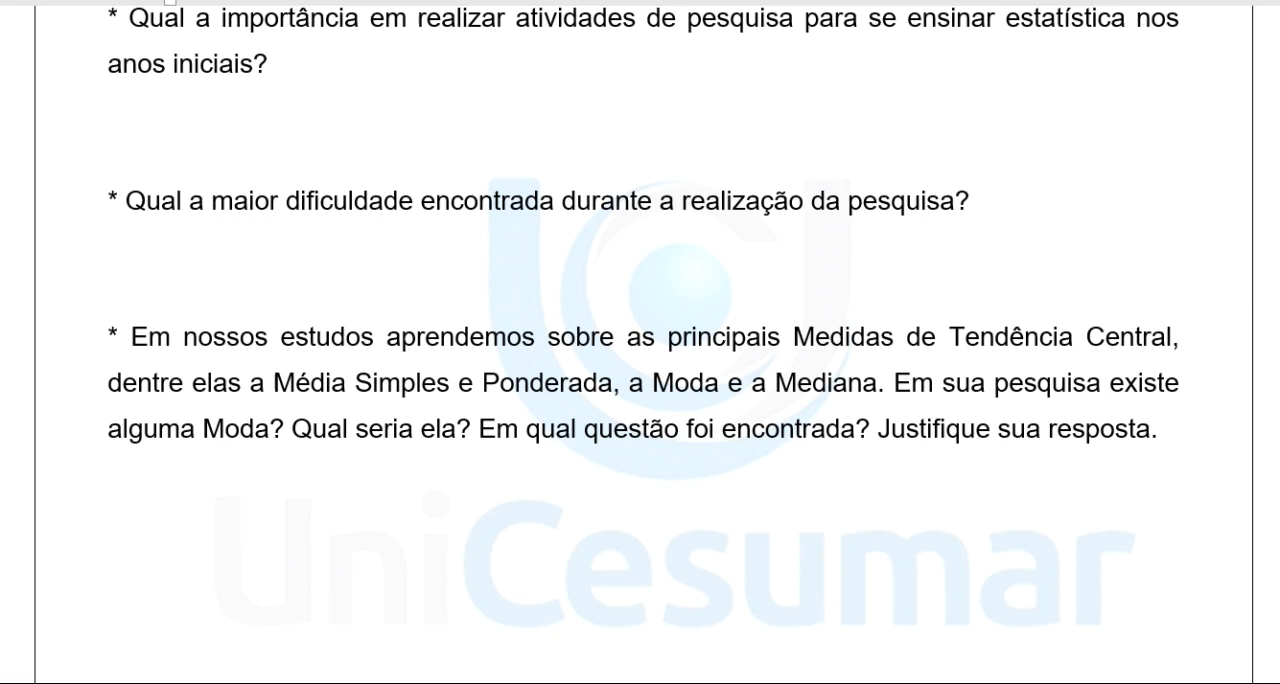 * Qual a importância em realizar atividades de pesquisa para se ensinar estatística nos
anos iniciais?
* Qual a maior dificuldade encontrada durante a realização da pesquisa?
* Em nossos estudos aprendemos sobre as principais Medidas de Tendência Central,
dentre elas a Média Simples e Ponderada, a Moda e a Mediana. Em sua pesquisa existe
alguma Moda? Qual seria ela? Em qual questão foi encontrada? Justifique sua resposta.
UniCesumar